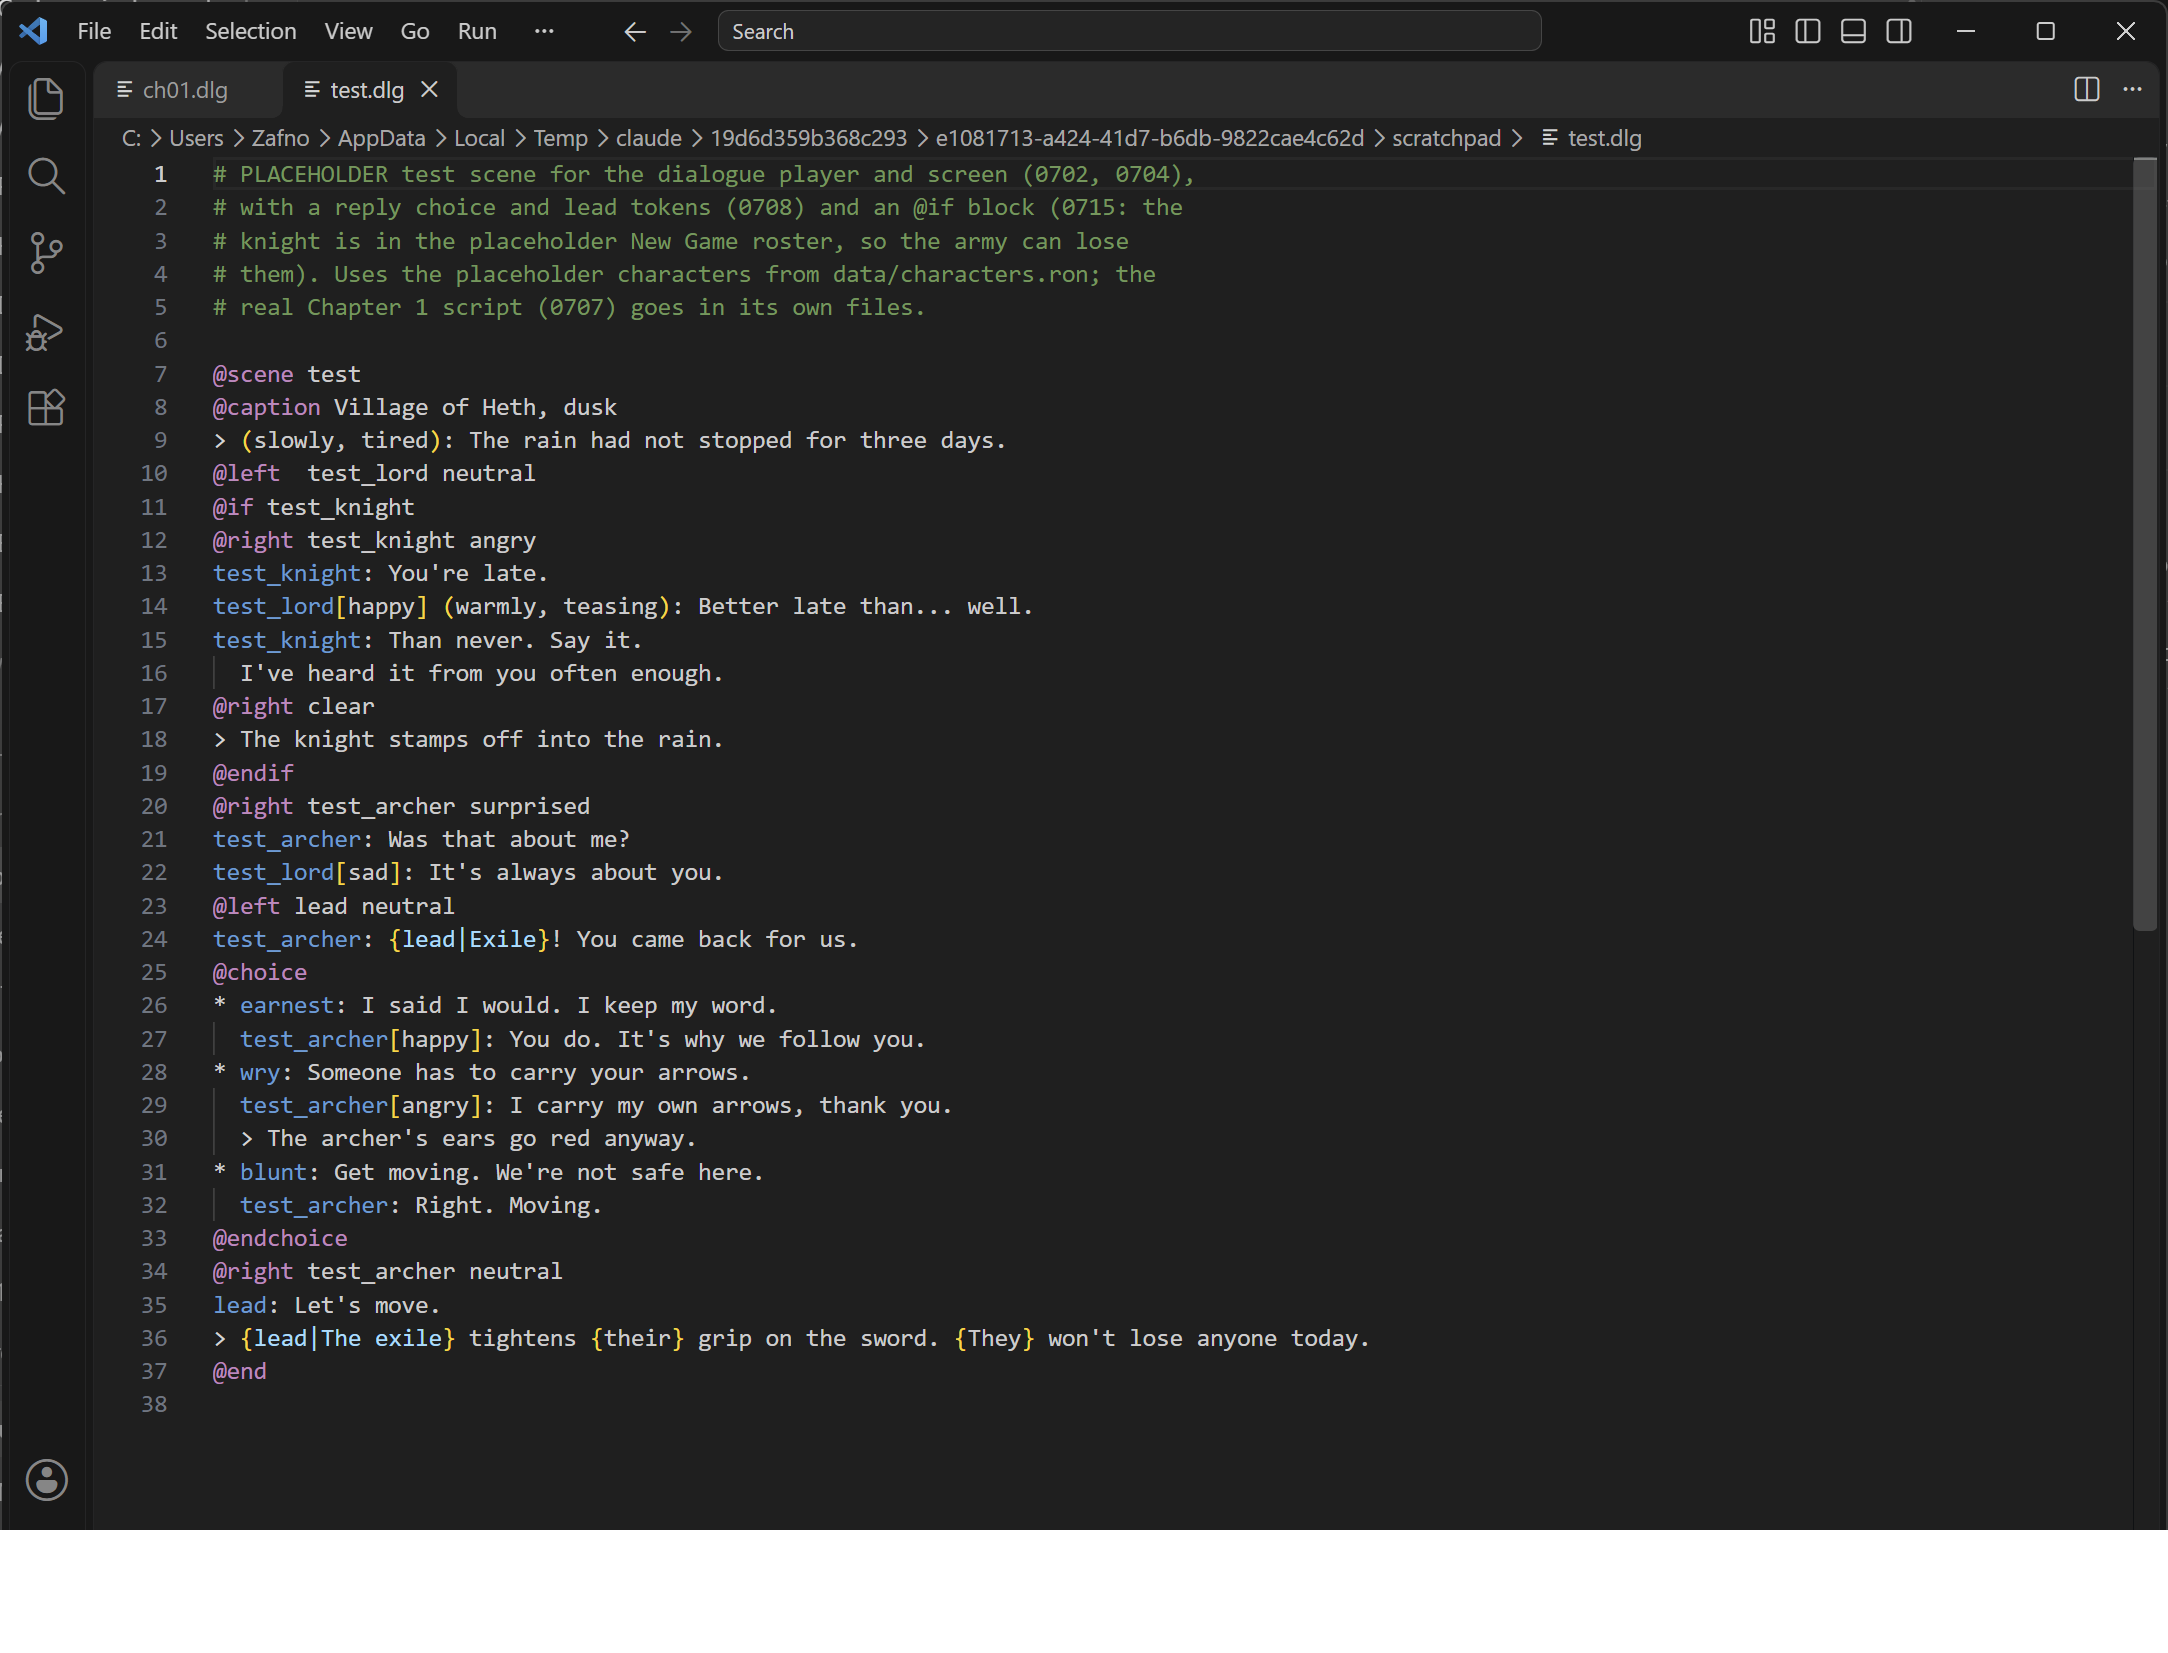 File Edit Selection View Go Run ··· Search
ch01.dlg test.dlg
C: > Users > Zafno > AppData > Local > Temp > claude > 19d6d359b368c293 > e1081713-a424-41d7-b6db-9822cae4c62d > scratchpad > test.dlg
1 # PLACEHOLDER test scene for the dialogue player and screen (0702, 0704),
2 # with a reply choice and lead tokens (0708) and an @if block (0715: the
3 # knight is in the placeholder New Game roster, so the army can lose
4 # them). Uses the placeholder characters from data/characters.ron; the
5 # real Chapter 1 script (0707) goes in its own files.
6
7 @scene test
8 @caption Village of Heth, dusk
9 > (slowly, tired): The rain had not stopped for three days.
10 @left  test_lord neutral
11 @if test_knight
12 @right test_knight angry
13 test_knight: You're late.
14 test_lord[happy] (warmly, teasing): Better late than... well.
15 test_knight: Than never. Say it.
16   I've heard it from you often enough.
17 @right clear
18 > The knight stamps off into the rain.
19 @endif
20 @right test_archer surprised
21 test_archer: Was that about me?
22 test_lord[sad]: It's always about you.
23 @left lead neutral
24 test_archer: {lead|Exile}! You came back for us.
25 @choice
26 * earnest: I said I would. I keep my word.
27   test_archer[happy]: You do. It's why we follow you.
28 * wry: Someone has to carry your arrows.
29   test_archer[angry]: I carry my own arrows, thank you.
30   > The archer's ears go red anyway.
31 * blunt: Get moving. We're not safe here.
32   test_archer: Right. Moving.
33 @endchoice
34 @right test_archer neutral
35 lead: Let's move.
36 > {lead|The exile} tightens {their} grip on the sword. {They} won't lose anyone today.
37 @end
38